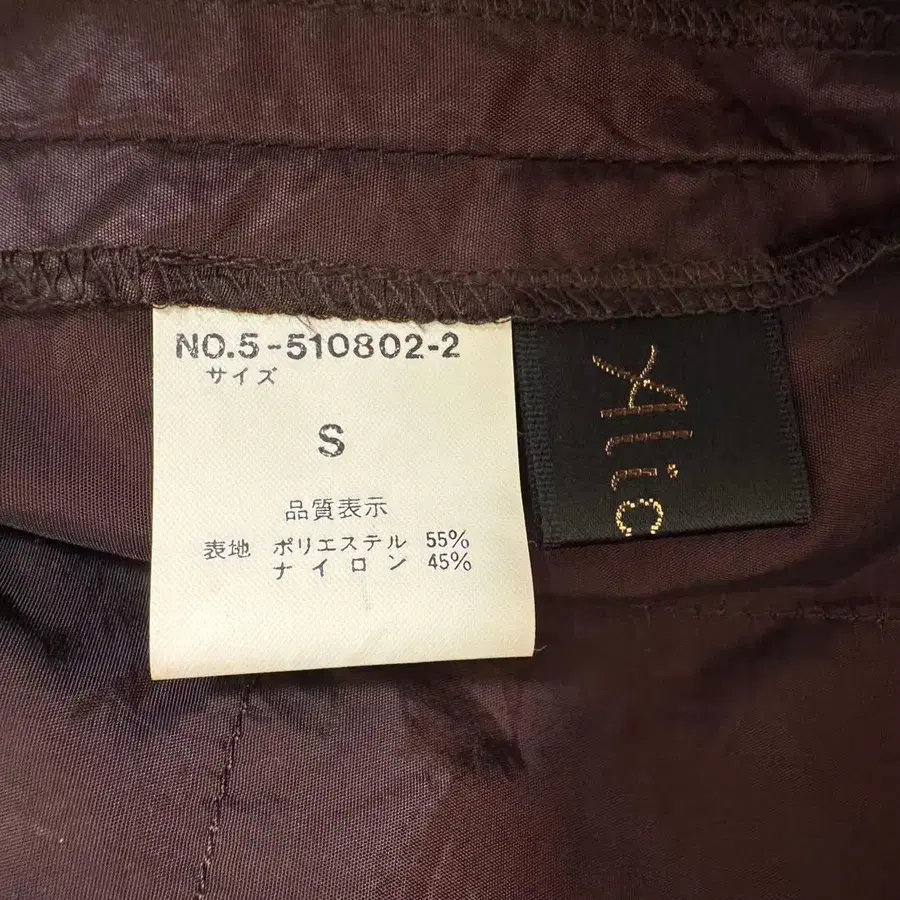 NO.5-510802-2
サイズ
S
品質表示
表地 ポリエステル 55%
ナイロン 45%
Alic